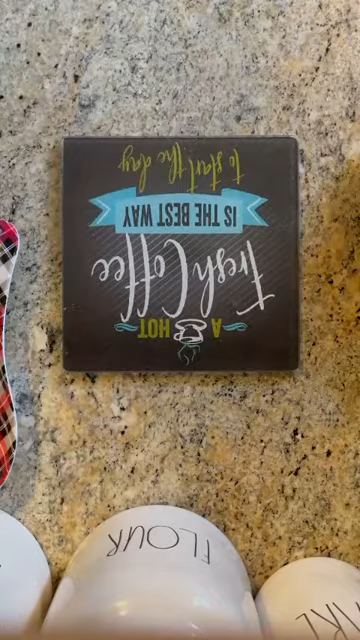 A HOT
Fresh Coffee
IS THE BEST WAY
to start the day
FLOUR